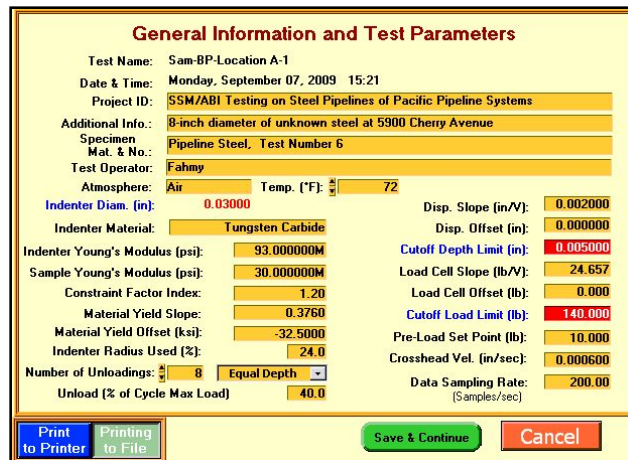 General Information and Test Parameters
Test Name: Sam-BP-Location A-1
Date & Time: Monday, September 07, 2009 15:21
Project ID: SSM/ABI Testing on Steel Pipelines of Pacific Pipeline Systems
Additional Info.: 8-inch diameter of unknown steel at 5900 Cherry Avenue
Specimen
Mat. & No.: Pipeline Steel, Test Number 6
Test Operator: Fahmy
Atmosphere: Air Temp. (°F): 72
Indenter Diam. (in): 0.03000
Indenter Material: Tungsten Carbide
Indenter Young's Modulus (psi): 93.000000M
Sample Young's Modulus (psi): 30.000000M
Constraint Factor Index: 1.20
Material Yield Slope: 0.3760
Material Yield Offset (ksi): -32.5000
Indenter Radius Used (%): 24.0
Number of Unloadings: 8 Equal Depth
Unload (% of Cycle Max Load) 40.0
Disp. Slope (in/V): 0.002000
Disp. Offset (in): 0.000000
Cutoff Depth Limit (in): 0.005000
Load Cell Slope (lb/V): 24.657
Load Cell Offset (lb): 0.000
Cutoff Load Limit (lb): 140.000
Pre-Load Set Point (lb): 10.000
Crosshead Vel. (in/sec): 0.000600
Data Sampling Rate: 200.00
(Samples/sec)
Print
to Printer
Printing
to File
Save & Continue
Cancel